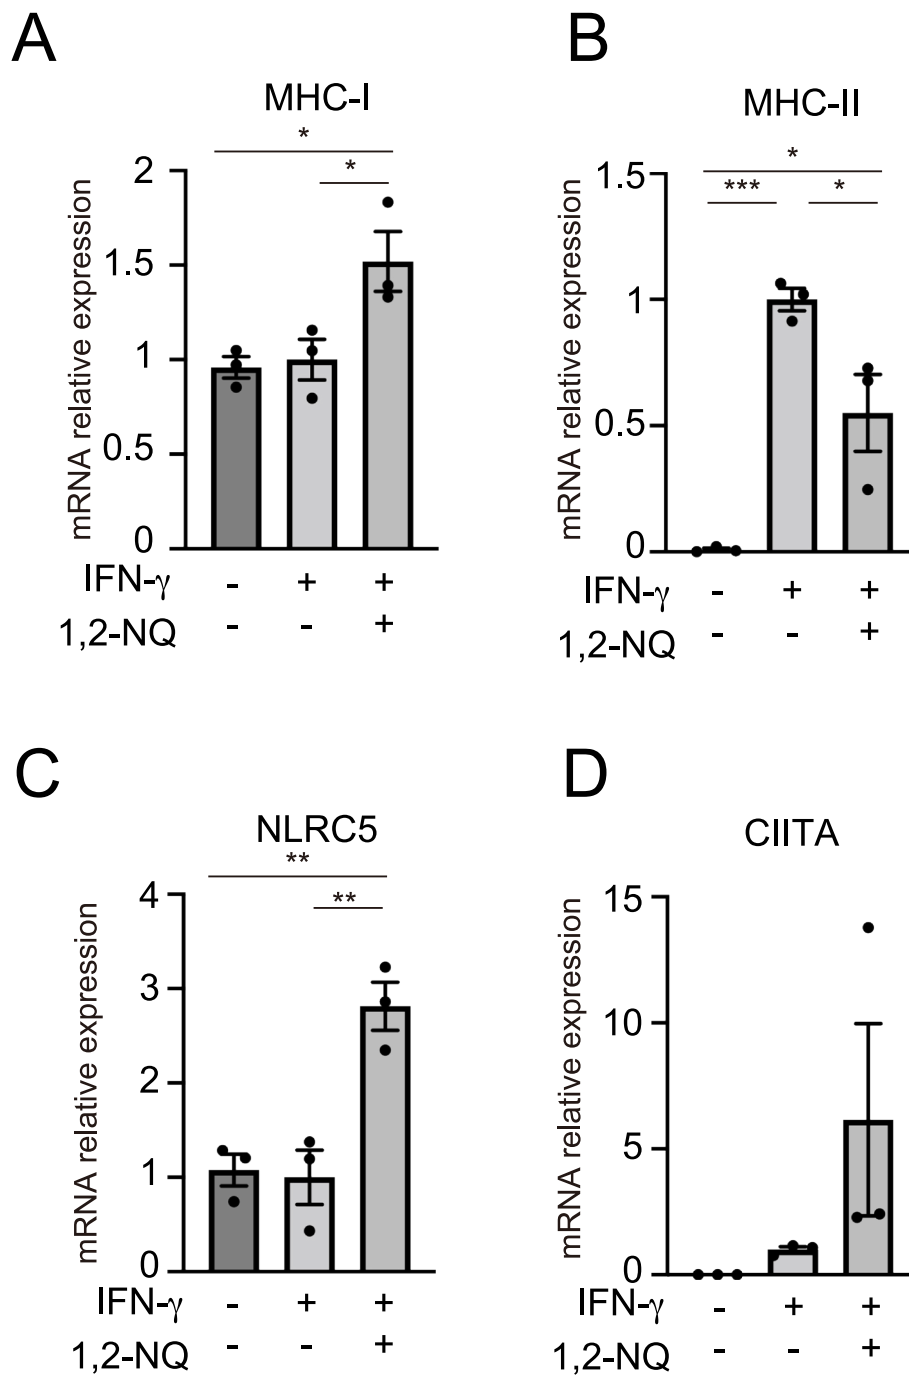 A
MHC-I
*
*
mRNA relative expression
2
1.5
1
0.5
0
IFN-γ - + +
1,2-NQ - - +
B
MHC-II
*
*** *
mRNA relative expression
1.5
1
0.5
0
IFN-γ - + +
1,2-NQ - - +
C
NLRC5
**
**
mRNA relative expression
4
3
2
1
0
IFN-γ - + +
1,2-NQ - - +
D
CIITA
mRNA relative expression
15
10
5
0
IFN-γ - + +
1,2-NQ - - +